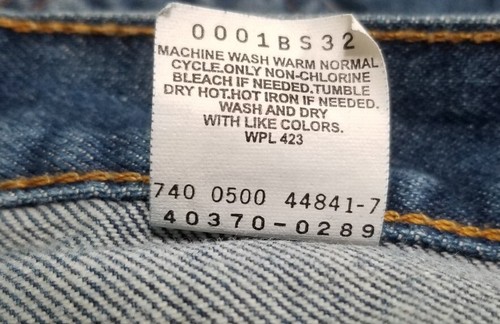 0001BS32
MACHINE WASH WARM NORMAL
CYCLE.ONLY NON-CHLORINE
BLEACH IF NEEDED.TUMBLE
DRY HOT.HOT IRON IF NEEDED.
WASH AND DRY
WITH LIKE COLORS.
WPL 423
740 0500 44841-7
40370-0289